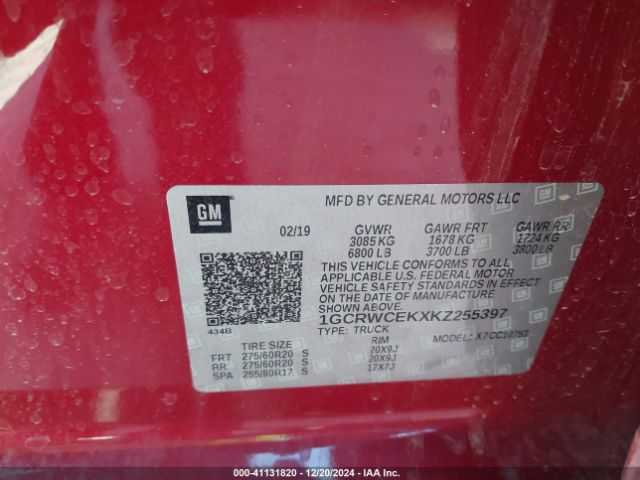 GM
MFD BY GENERAL MOTORS LLC
02/19 GVWR GAWR FRT GAWR RR
3085 KG 1678 KG 1724 KG
6800 LB 3700 LB 3800 LB
THIS VEHICLE CONFORMS TO ALL
APPLICABLE U.S. FEDERAL MOTOR
VEHICLE SAFETY STANDARDS IN EFFECT
ON THE DATE OF MANUFACTURE
SHOWN ABOVE.
1GCRWCEKXKZ255397
434B
TYPE: TRUCK MODEL: X7CC10753
TIRE SIZE RIM
FRT 275/60R20 S 20X9J
RR 275/60R20 S 20X9J
SPA 255/80R17 S 17X7J
000-41131820 • 12/20/2024 • IAA Inc.